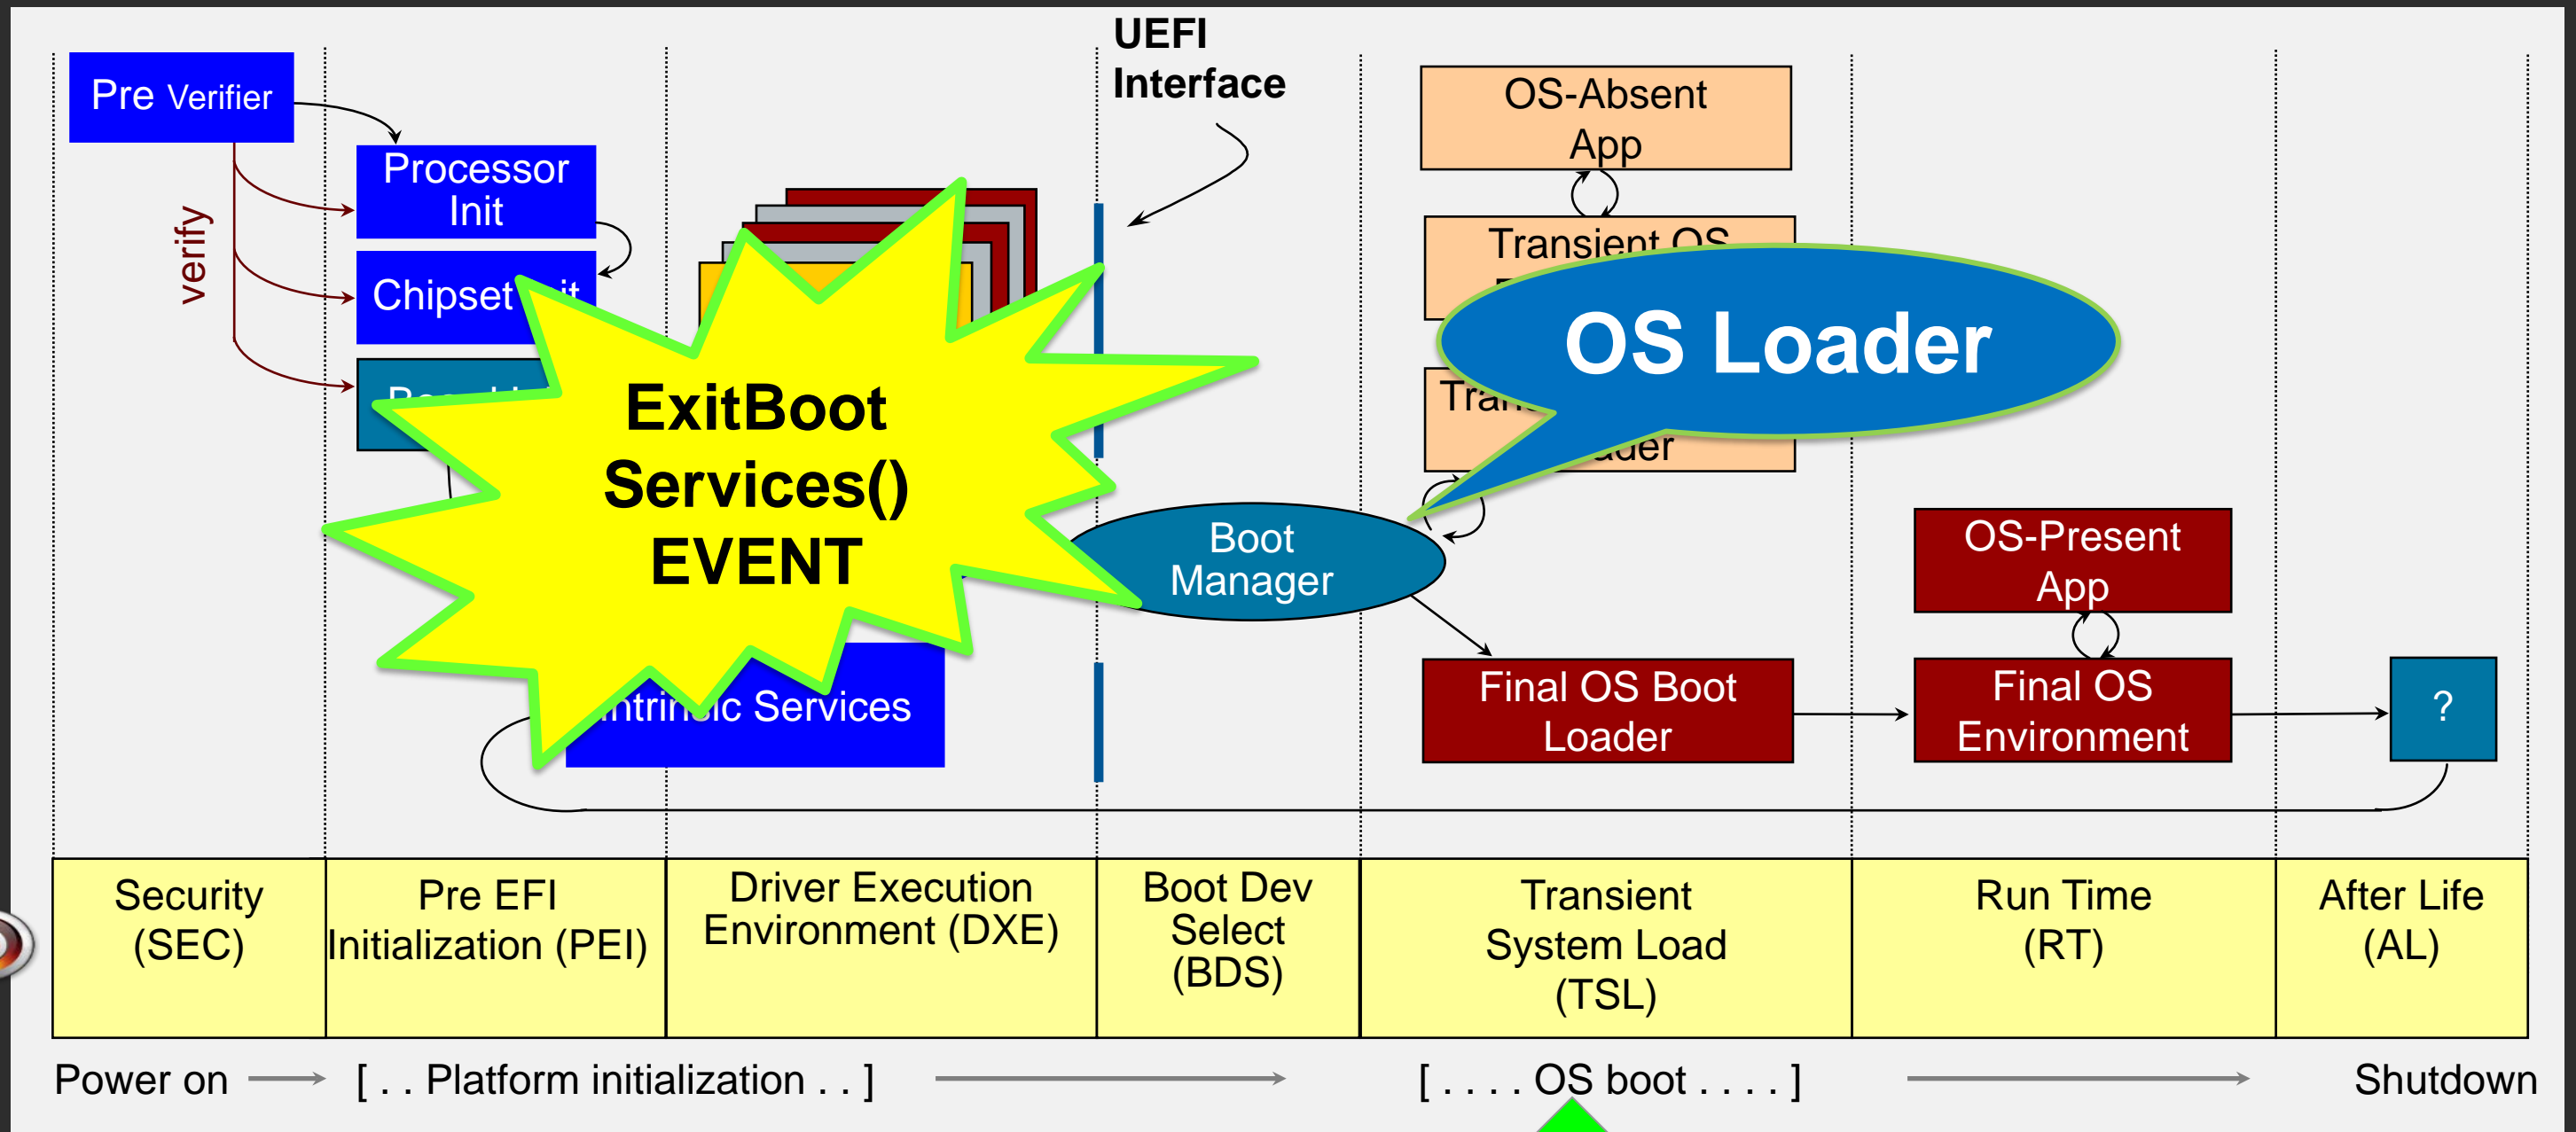 UEFI
Interface
Pre Verifier
verify
Processor
Init
Chipset
OS-Absent
App
Transient OS
OS Loader
ExitBoot
Services()
EVENT
Boot
Manager
Intrinsic Services
OS-Present
App
Final OS Boot
Loader
Final OS
Environment
?
Security
(SEC)
Pre EFI
Initialization (PEI)
Driver Execution
Environment (DXE)
Boot Dev
Select
(BDS)
Transient
System Load
(TSL)
Run Time
(RT)
After Life
(AL)
Power on
[ . . Platform initialization . . ]
[ . . . . OS boot . . . . ]
Shutdown